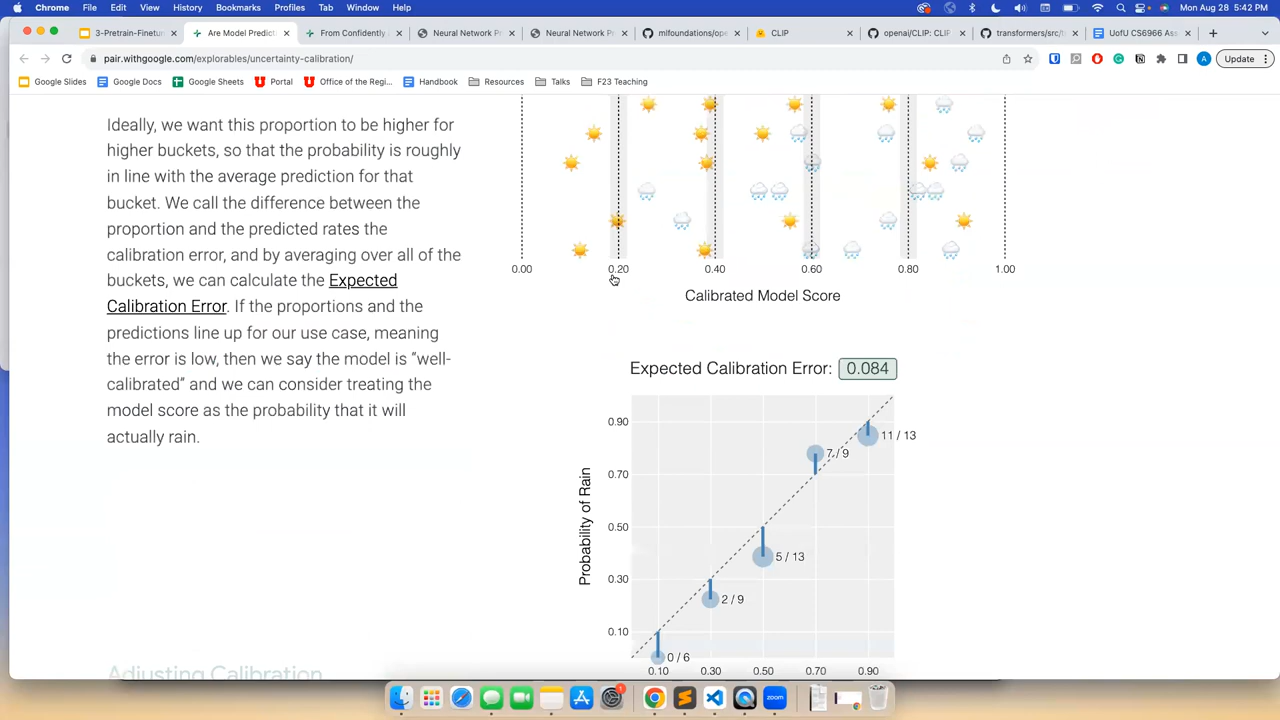 Chrome File Edit View History Bookmarks Profiles Tab Window Help Mon Aug 28 5:42 PM
3-Pretrain-Finetun Are Model Predict From Confidently Neural Network P Neural Network P mlfoundations/ope CLIP openai/CLIP: CLIP transformers/src/t UofU CS6966 Ass
pair.withgoogle.com/explorables/uncertainty-calibration/ Update
Google Slides Google Docs Google Sheets Portal Office of the Regi... Handbook Resources Talks F23 Teaching
Ideally, we want this proportion to be higher for
higher buckets, so that the probability is roughly
in line with the average prediction for that
bucket. We call the difference between the
proportion and the predicted rates the
calibration error, and by averaging over all of the
buckets, we can calculate the Expected
Calibration Error. If the proportions and the
predictions line up for our use case, meaning
the error is low, then we say the model is “well-
calibrated” and we can consider treating the
model score as the probability that it will
actually rain.
Adjusting Calibration
0.00 0.20 0.40 0.60 0.80 1.00
Calibrated Model Score
Expected Calibration Error: 0.084
Probability of Rain
0.90
0.70
0.50
0.30
0.10
11 / 13
7 / 9
5 / 13
2 / 9
0 / 6
0.10 0.30 0.50 0.70 0.90
1
zoom